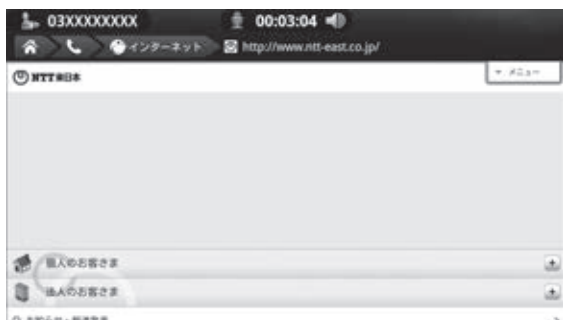 03XXXXXXXXX 00:03:04
インターネット http://www.ntt-east.co.jp/
NTT東日本 メニュー
個人のお客さま
法人のお客さま